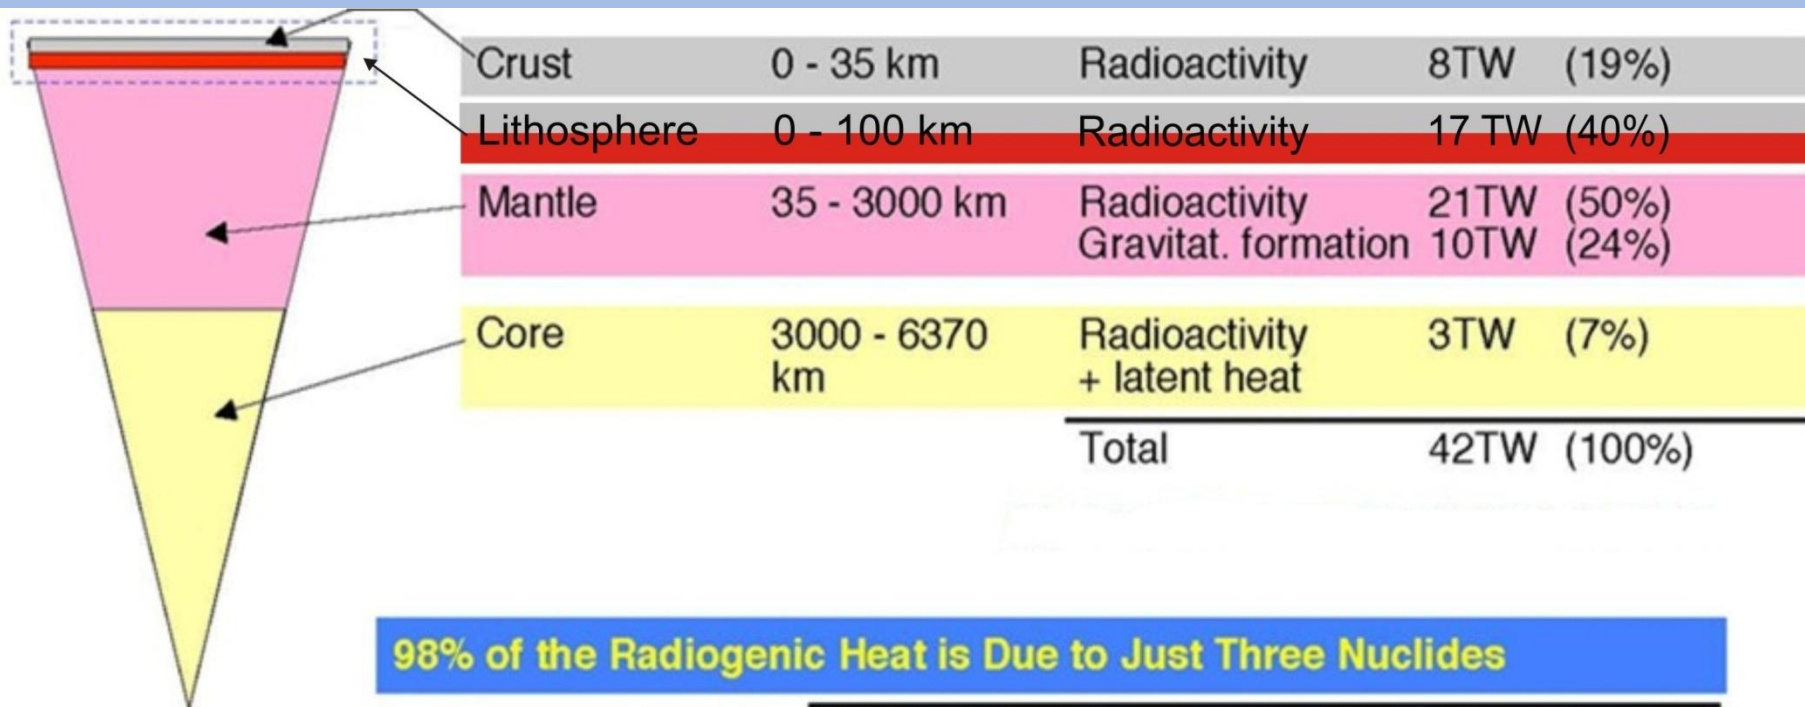 Crust 0 - 35 km Radioactivity 8TW (19%)
Lithosphere 0 - 100 km Radioactivity 17 TW (40%)
Mantle 35 - 3000 km Radioactivity 21TW (50%)
Gravitat. formation 10TW (24%)
Core 3000 - 6370 Radioactivity 3TW (7%)
km + latent heat
Total 42TW (100%)
98% of the Radiogenic Heat is Due to Just Three Nuclides